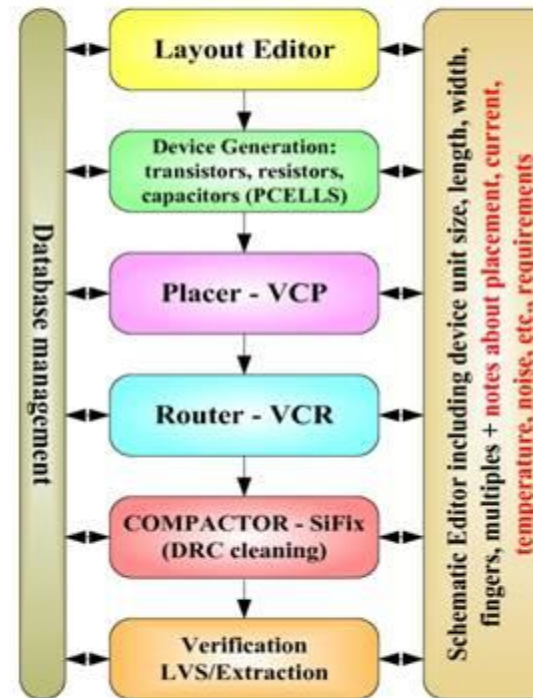 Layout Editor
Device Generation:
transistors, resistors,
capacitors (PCELLS)
Placer - VCP
Router - VCR
COMPACTOR - SiFix
(DRC cleaning)
Verification
LVS/Extraction
Database management
Schematic Editor including device unit size, length, width,
fingers, multiples + notes about placement, current,
temperature, noise, etc., requirements